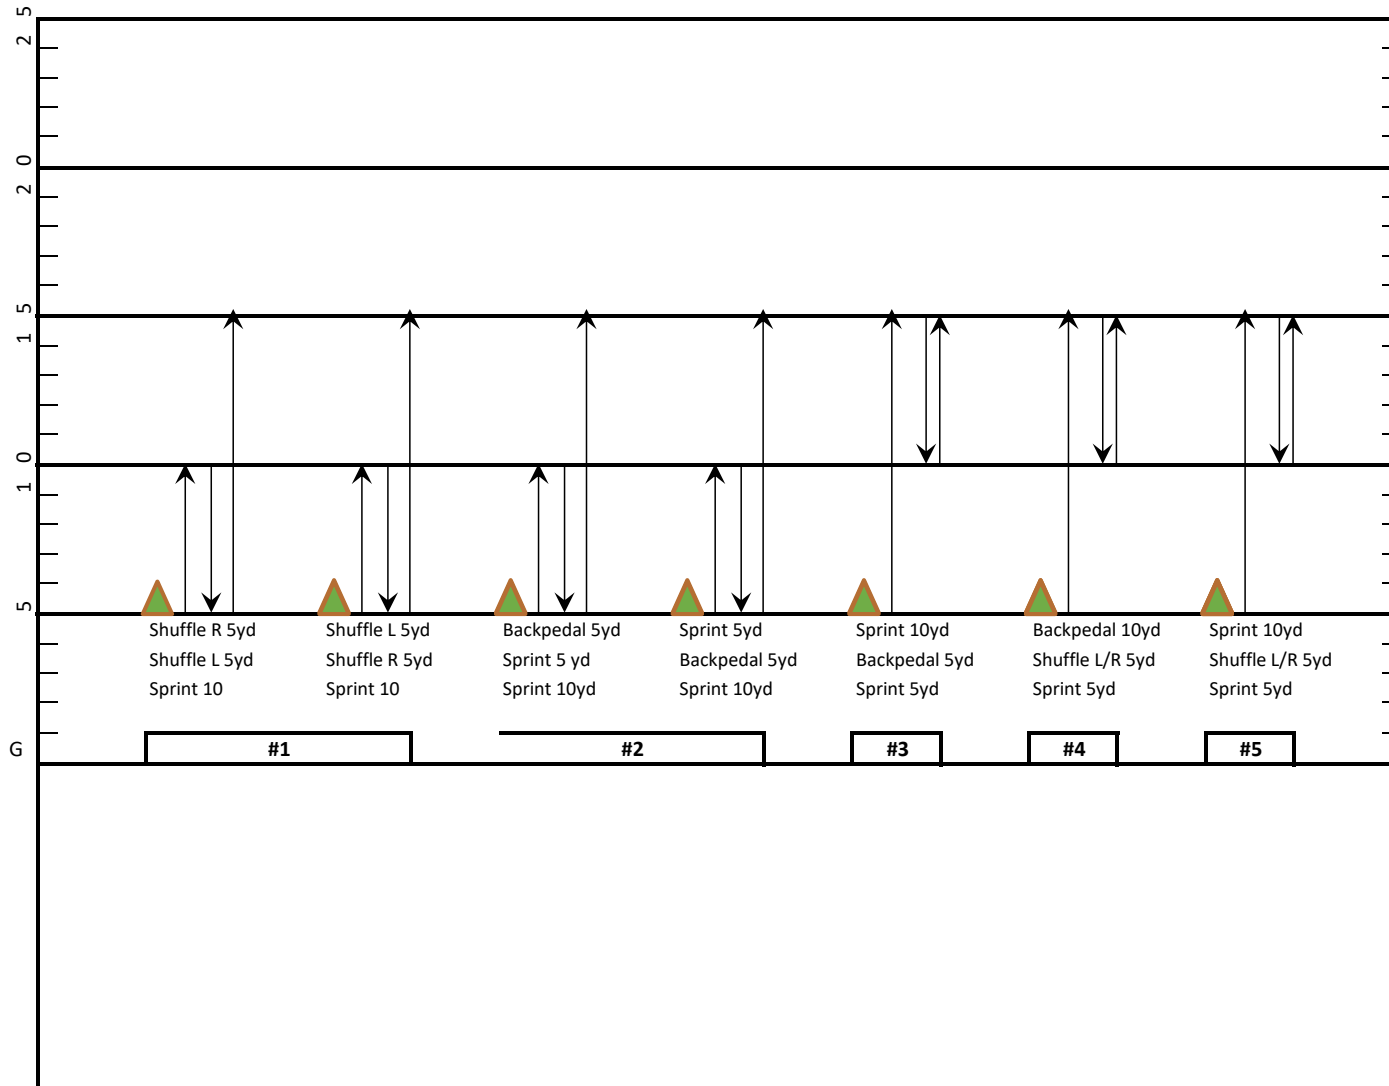 2 5
2 0
1 5
1 0
5
Shuffle R 5yd
Shuffle L 5yd
Sprint 10
Shuffle L 5yd
Shuffle R 5yd
Sprint 10
Backpedal 5yd
Sprint 5 yd
Sprint 10yd
Sprint 5yd
Backpedal 5yd
Sprint 10yd
Sprint 10yd
Backpedal 5yd
Sprint 5yd
Backpedal 10yd
Shuffle L/R 5yd
Sprint 5yd
Sprint 10yd
Shuffle L/R 5yd
Sprint 5yd
G
#1
#2
#3
#4
#5